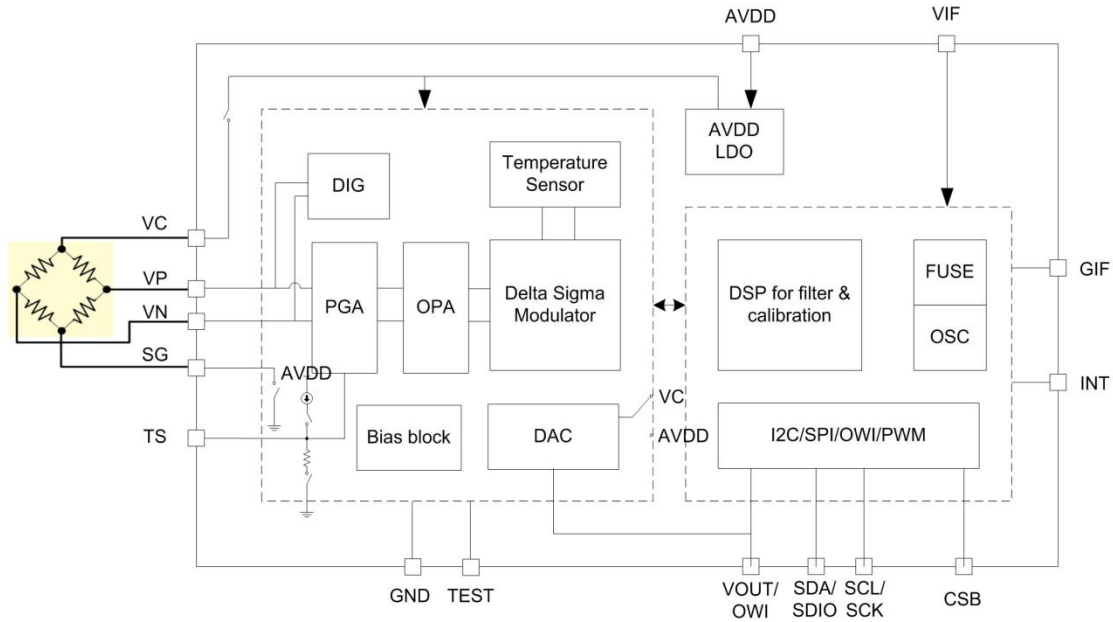 AVDD
VIF
AVDD
LDO
Temperature
Sensor
DIG
VC
VP
VN
SG
TS
PGA
OPA
Delta Sigma
Modulator
DSP for filter &
calibration
FUSE
OSC
GIF
INT
AVDD
VC
AVDD
Bias block
DAC
I2C/SPI/OWI/PWM
GND
TEST
VOUT/
OWI
SDA/
SDIO
SCL/
SCK
CSB